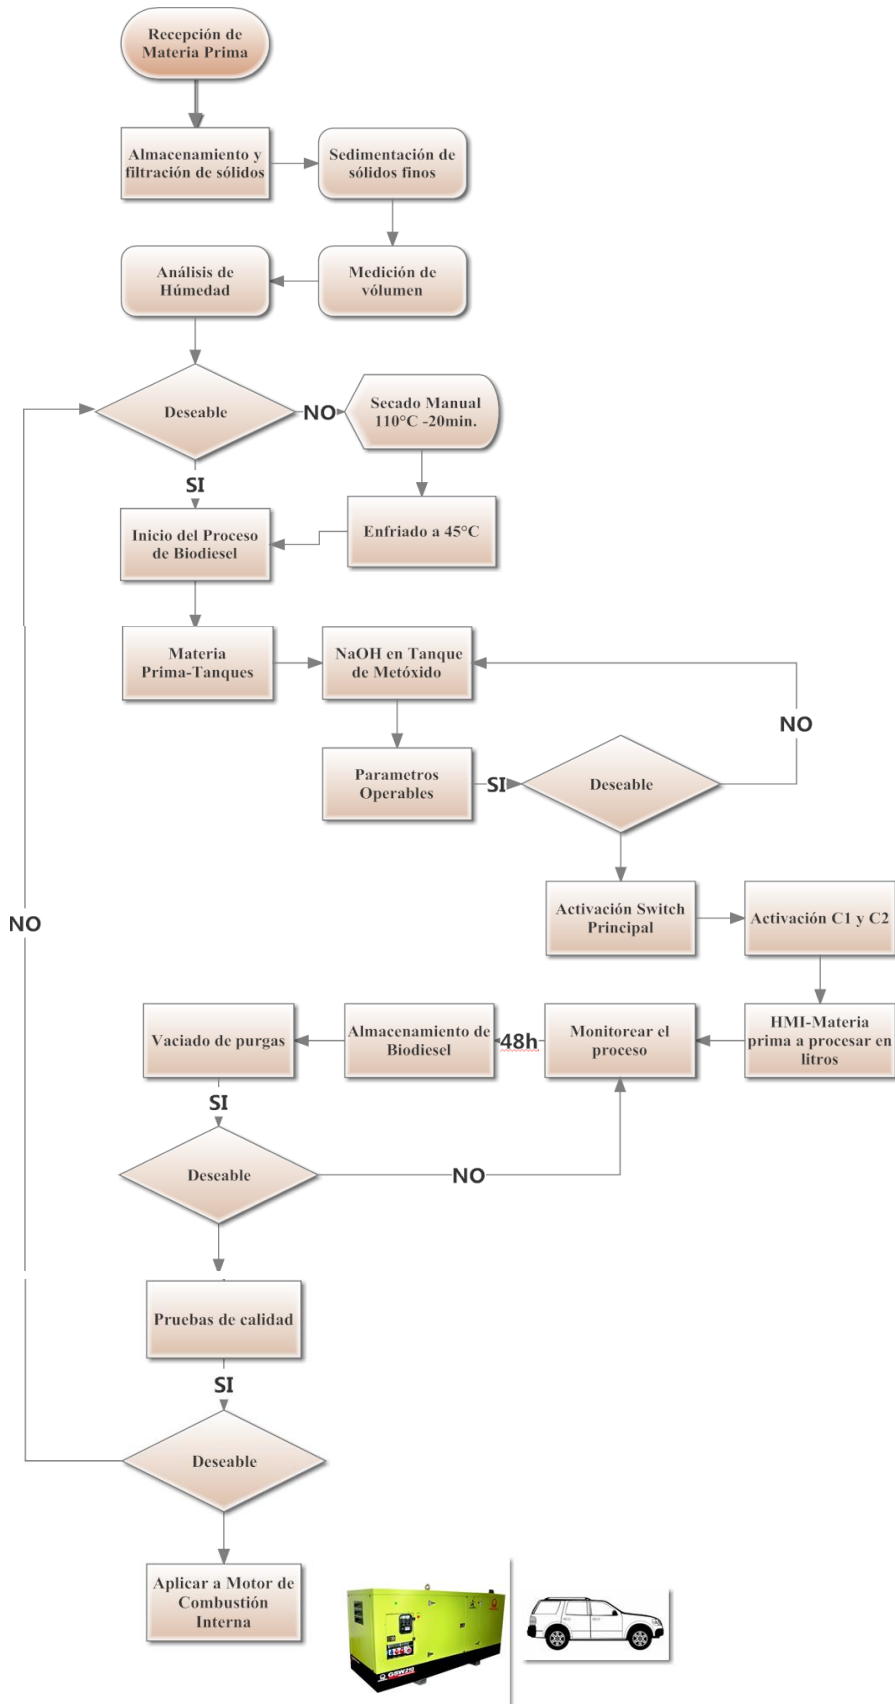 Recepción de
Materia Prima
Almacenamiento y
filtración de sólidos
Sedimentación de
sólidos finos
Análisis de
Húmedad
Medición de
vólumen
Deseable
NO
Secado Manual
110°C -20min.
SI
Inicio del Proceso
de Biodiesel
Enfriado a 45°C
Materia
Prima-Tanques
NaOH en Tanque
de Metóxido
NO
Parametros
Operables
SI
Deseable
NO
Activación Switch
Principal
Activación C1 y C2
Vaciado de purgas
Almacenamiento de
Biodiesel
48h
Monitorear el
proceso
HMI-Materia
prima a procesar en
litros
SI
Deseable
NO
Pruebas de calidad
SI
Deseable
Aplicar a Motor de
Combustión
Interna